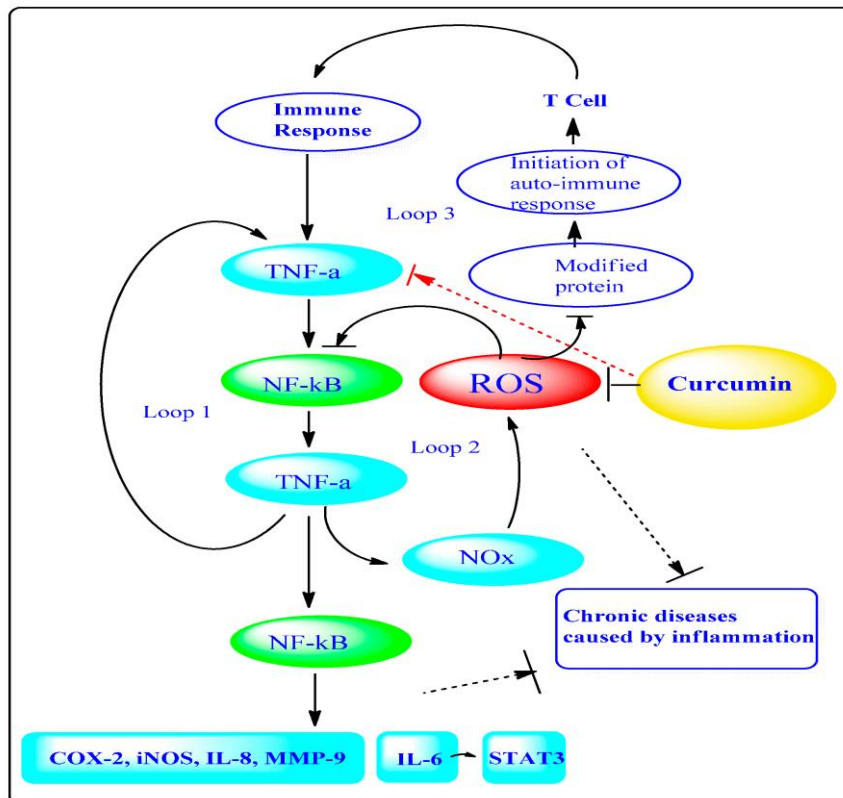 T Cell
Immune
Response
Initiation of
auto-immune
response
Loop 3
TNF-a
Modified
protein
NF-kB
ROS
Curcumin
Loop 1
Loop 2
TNF-a
NOx
Chronic diseases
caused by inflammation
NF-kB
COX-2, iNOS, IL-8, MMP-9
IL-6
STAT3